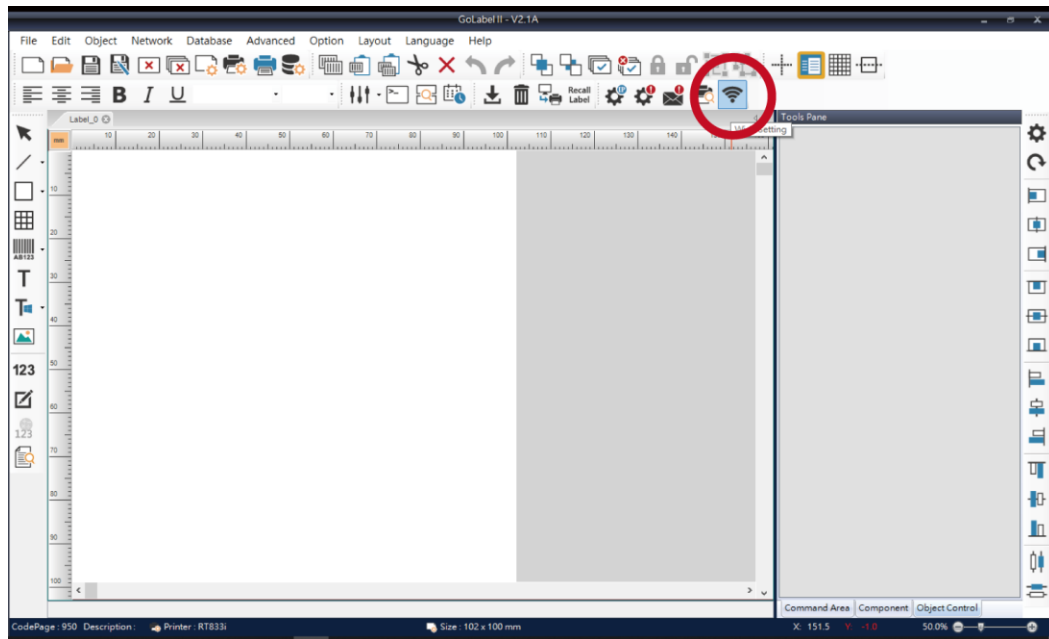 GoLabel II - V2.1A
File Edit Object Network Database Advanced Option Layout Language Help
B I U Recall Label
Label_0
Tools Pane
etting
mm 10 20 30 40 50 60 70 80 90 100 110 120 130 140
10
20
AB123
T
30
T
40
50
123
60
123
70
80
90
100
Command Area Component Object Control
CodePage : 950 Description : Printer : RT833i Size : 102 x 100 mm X: 151.5 Y: -1.0 50.0%